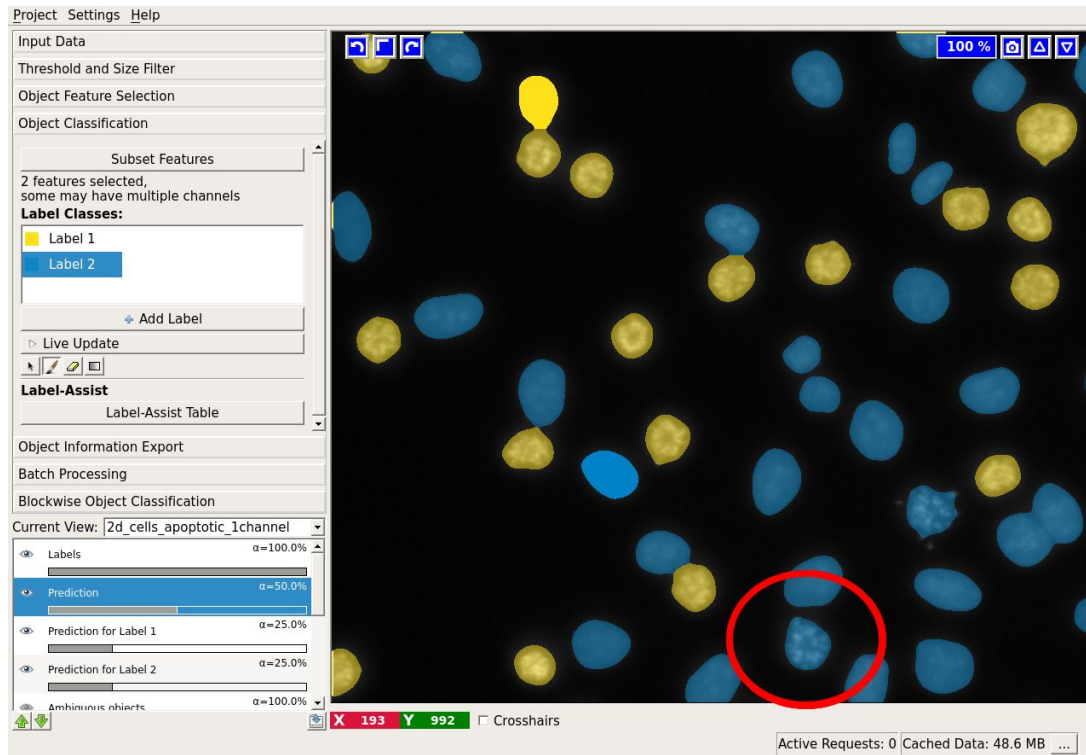 Project Settings Help
Input Data
Threshold and Size Filter
Object Feature Selection
Object Classification
Subset Features
2 features selected,
some may have multiple channels
Label Classes:
Label 1
Label 2
Add Label
Live Update
Label-Assist
Label-Assist Table
Object Information Export
Batch Processing
Blockwise Object Classification
Current View: 2d_cells_apoptotic_1channel
Labels α=100.0%
Prediction α=50.0%
Prediction for Label 1 α=25.0%
Prediction for Label 2 α=25.0%
Ambiguous objects α=100.0%
100 %
X 193 Y 992 Crosshairs
Active Requests: 0 Cached Data: 48.6 MB ...